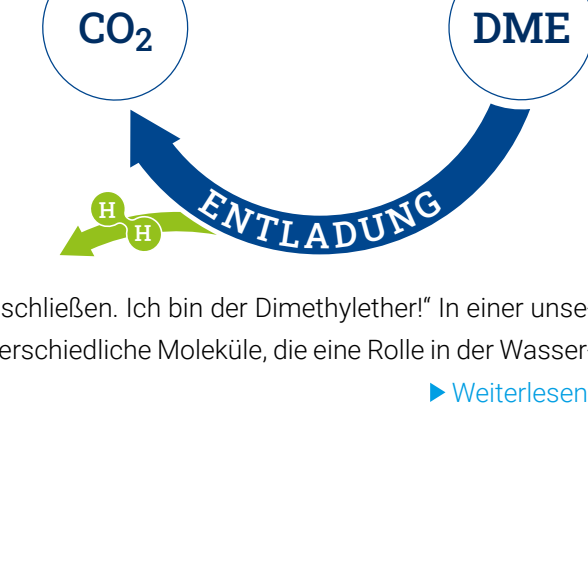 CO₂
DME
ENTLADUNG
H
H
schließen. Ich bin der Dimethylether!“ In einer unse
erschiedliche Moleküle, die eine Rolle in der Wasser-
▶ Weiterlesen